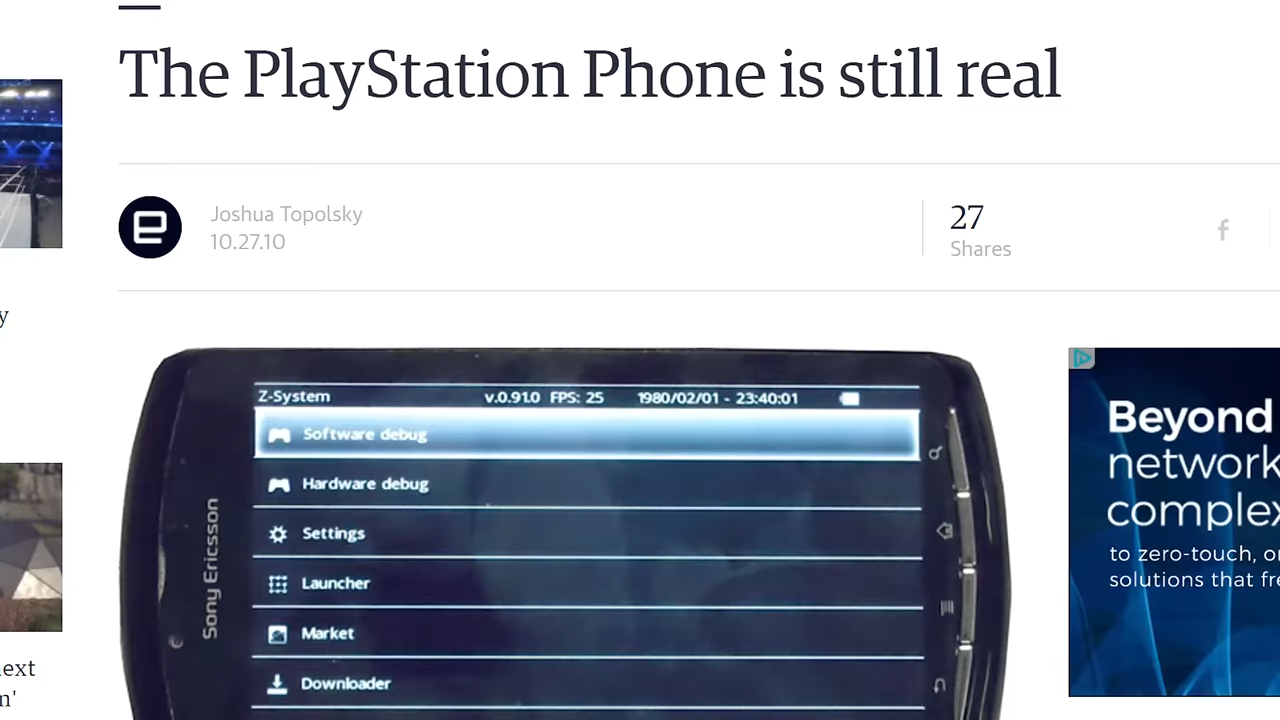 The PlayStation Phone is still real
Joshua Topolsky
10.27.10
27
Shares
y
ext
n'
Sony Ericsson
Z-System v.0.91.0 FPS: 25 1980/02/01 - 23:40:01
Software debug
Hardware debug
Settings
Launcher
Market
Downloader
Beyond
network
complex
to zero-touch, o
solutions that fre